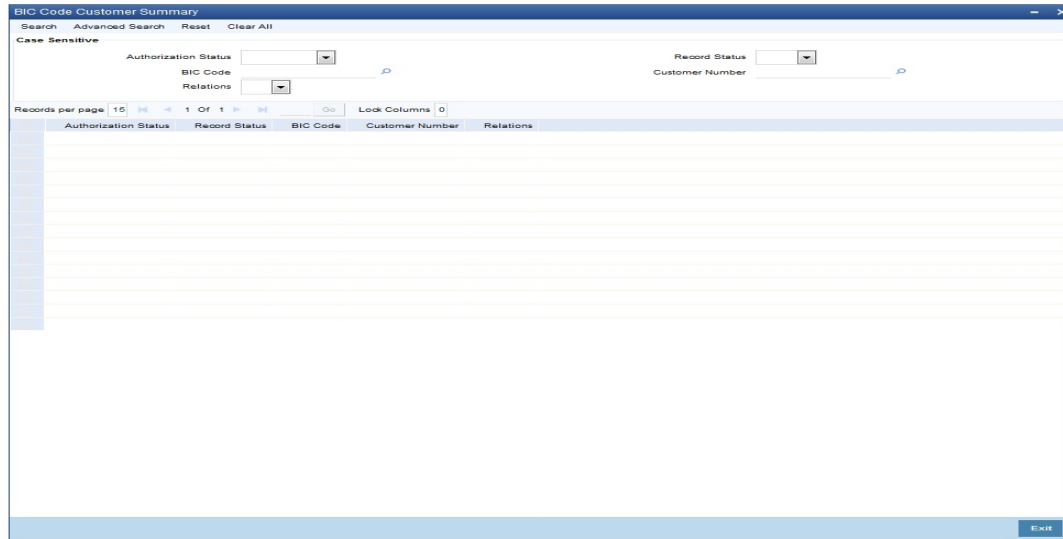 BIC Code Customer Summary
Search Advanced Search Reset Clear All
Case Sensitive
Authorization Status Record Status
BIC Code Customer Number
Relations
Records per page 15 1 Of 1 Go Lock Columns 0
Authorization Status Record Status BIC Code Customer Number Relations
Exit